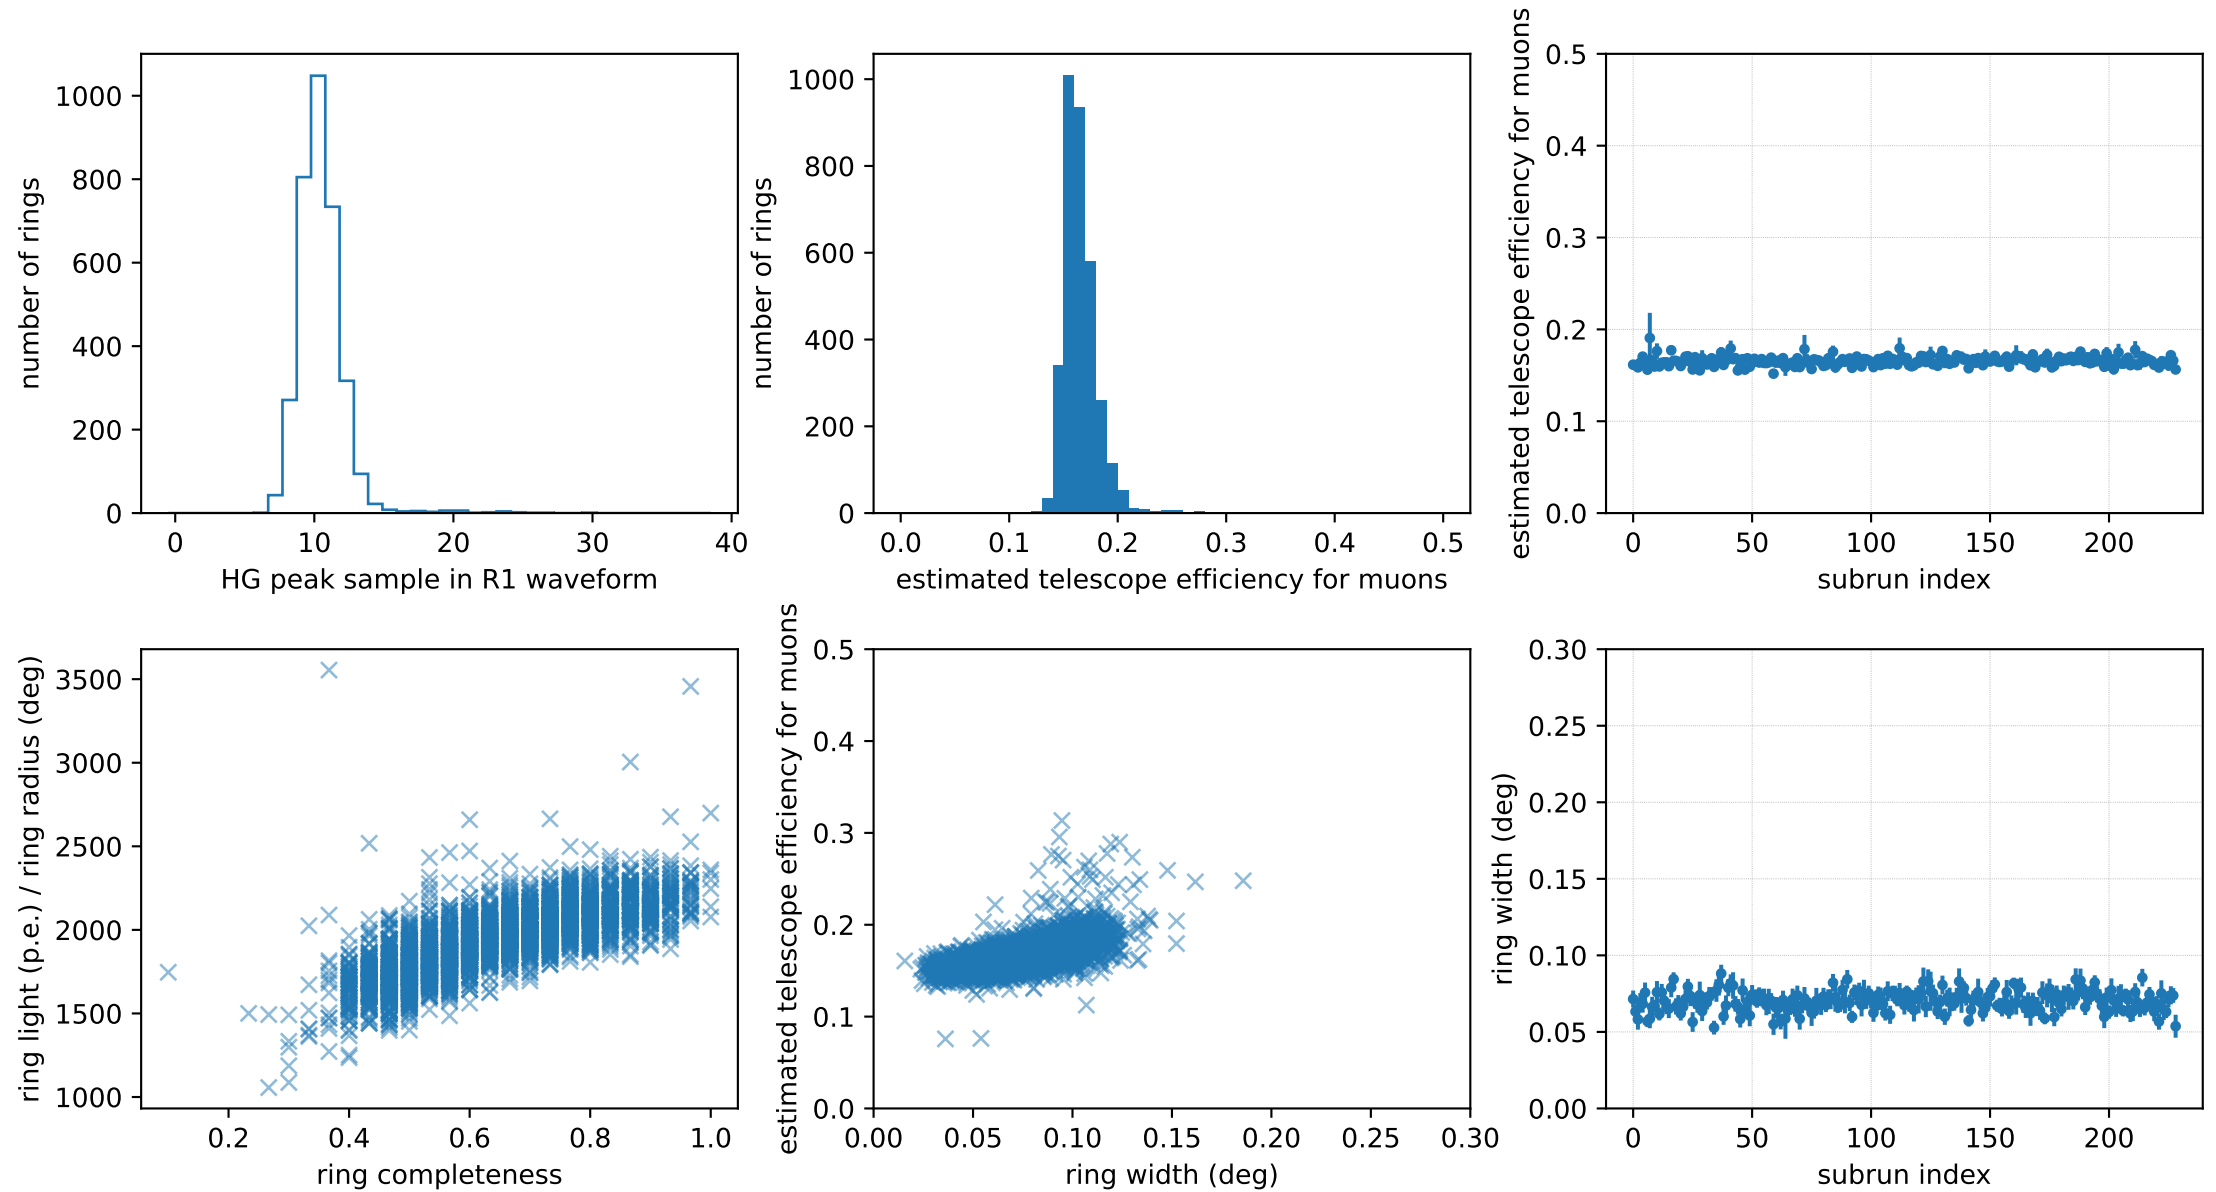 number of rings
1000
800
600
400
200
0
0 10 20 30 40
HG peak sample in R1 waveform
number of rings
1000
800
600
400
200
0
0.0 0.1 0.2 0.3 0.4 0.5
estimated telescope efficiency for muons
estimated telescope efficiency for muons
0.5
0.4
0.3
0.2
0.1
0.0
0 50 100 150 200
subrun index
ring light (p.e.) / ring radius (deg)
3500
3000
2500
2000
1500
1000
0.2 0.4 0.6 0.8 1.0
ring completeness
estimated telescope efficiency for muons
0.5
0.4
0.3
0.2
0.1
0.0
0.00 0.05 0.10 0.15 0.20 0.25 0.30
ring width (deg)
ring width (deg)
0.30
0.25
0.20
0.15
0.10
0.05
0.00
0 50 100 150 200
subrun index